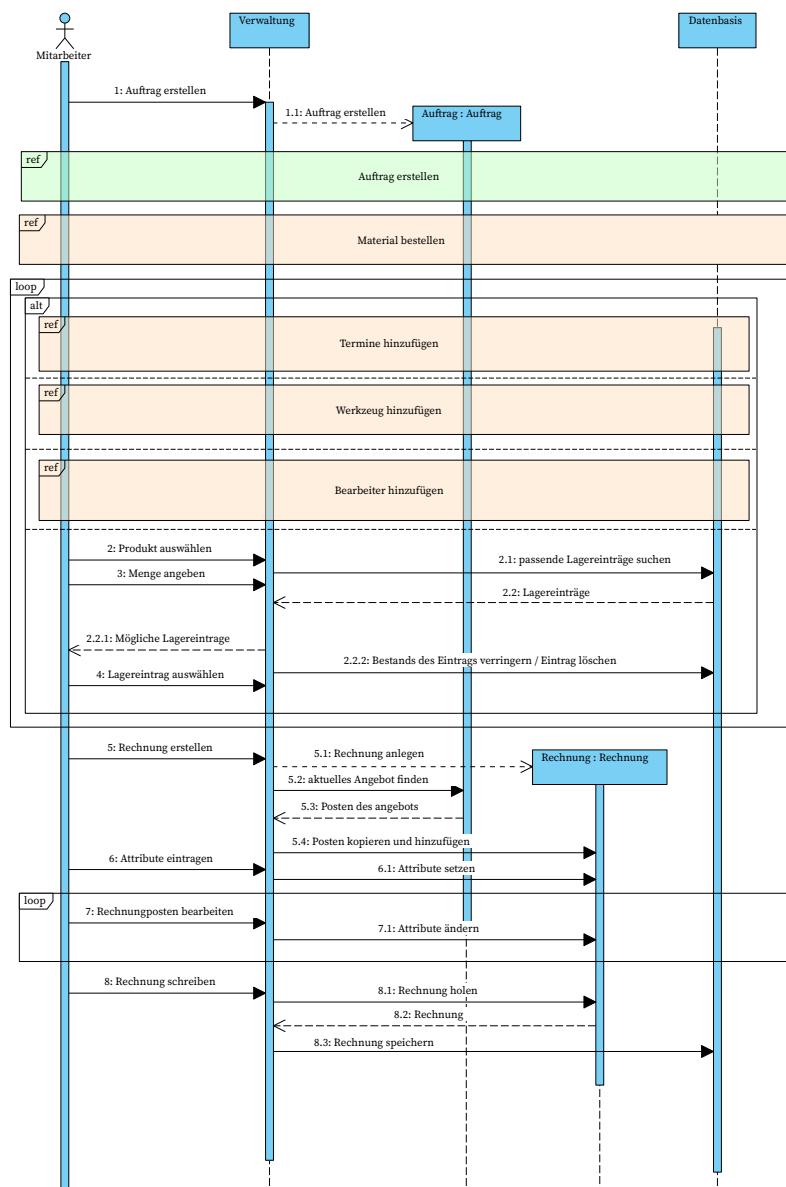 Verwaltung
Datenbasis
Mitarbeiter
1: Auftrag erstellen
1.1: Auftrag erstellen
Auftrag : Auftrag
ref
Auftrag erstellen
ref
Material bestellen
loop
alt
ref
Termine hinzufügen
ref
Werkzeug hinzufügen
ref
Bearbeiter hinzufügen
2: Produkt auswählen
2.1: passende Lagereinträge suchen
3: Menge angeben
2.2: Lagereinträge
2.2.1: Mögliche Lagereintrage
2.2.2: Bestands des Eintrags verringern / Eintrag löschen
4: Lagereintrag auswählen
5: Rechnung erstellen
5.1: Rechnung anlegen
Rechnung : Rechnung
5.2: aktuelles Angebot finden
5.3: Posten des angebots
5.4: Posten kopieren und hinzufügen
6: Attribute eintragen
6.1: Attribute setzen
loop
7: Rechnungposten bearbeiten
7.1: Attribute ändern
8: Rechnung schreiben
8.1: Rechnung holen
8.2: Rechnung
8.3: Rechnung speichern